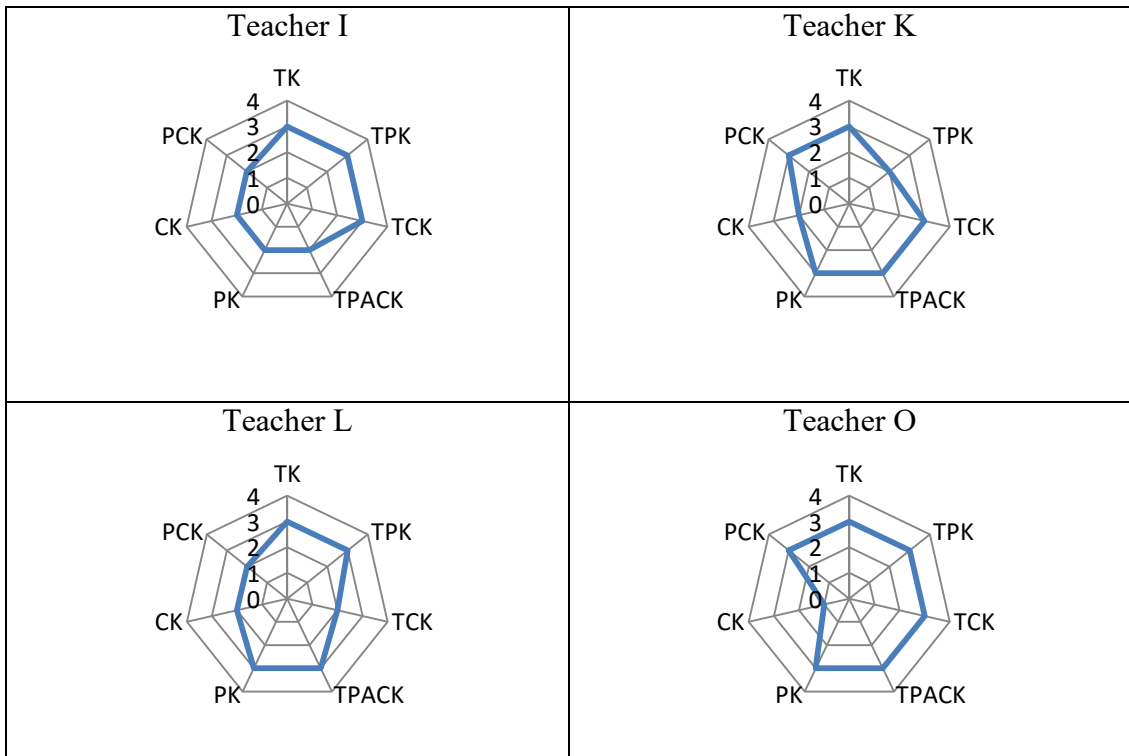 Teacher I
TK
4
3
2
1
0
TPK
TCK
TPACK
PK
CK
PCK
Teacher K
TK
4
3
2
1
0
TPK
TCK
TPACK
PK
CK
PCK
Teacher L
TK
4
3
2
1
0
TPK
TCK
TPACK
PK
CK
PCK
Teacher O
TK
4
3
2
1
0
TPK
TCK
TPACK
PK
CK
PCK